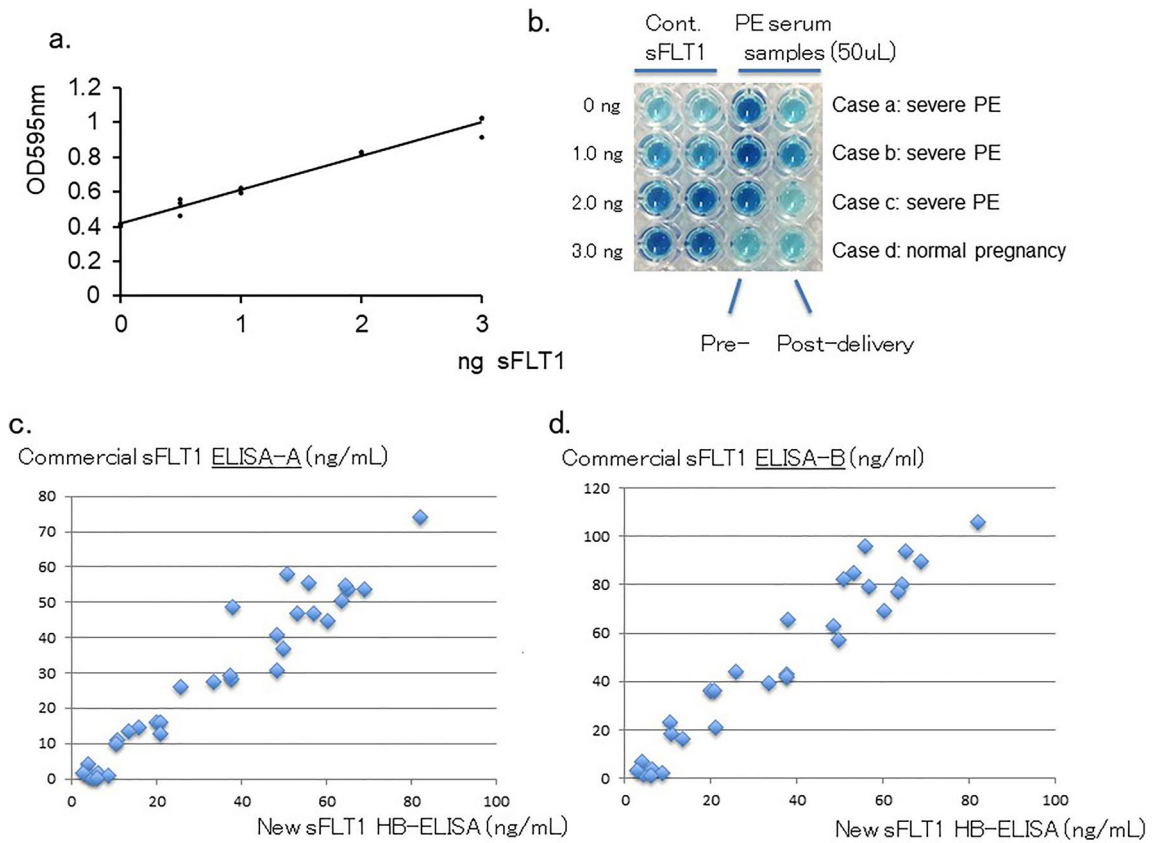 a.
OD595nm
1.2
1
0.8
0.6
0.4
0.2
0
0 1 2 3
ng sFLT1
b.
Cont. sFLT1
PE serum samples (50uL)
0 ng
1.0 ng
2.0 ng
3.0 ng
Case a: severe PE
Case b: severe PE
Case c: severe PE
Case d: normal pregnancy
Pre- Post-delivery
c.
Commercial sFLT1 ELISA-A (ng/mL)
80
70
60
50
40
30
20
10
0
0 20 40 60 80 100
New sFLT1 HB-ELISA (ng/mL)
d.
Commercial sFLT1 ELISA-B (ng/ml)
120
100
80
60
40
20
0
0 20 40 60 80 100
New sFLT1 HB-ELISA (ng/mL)